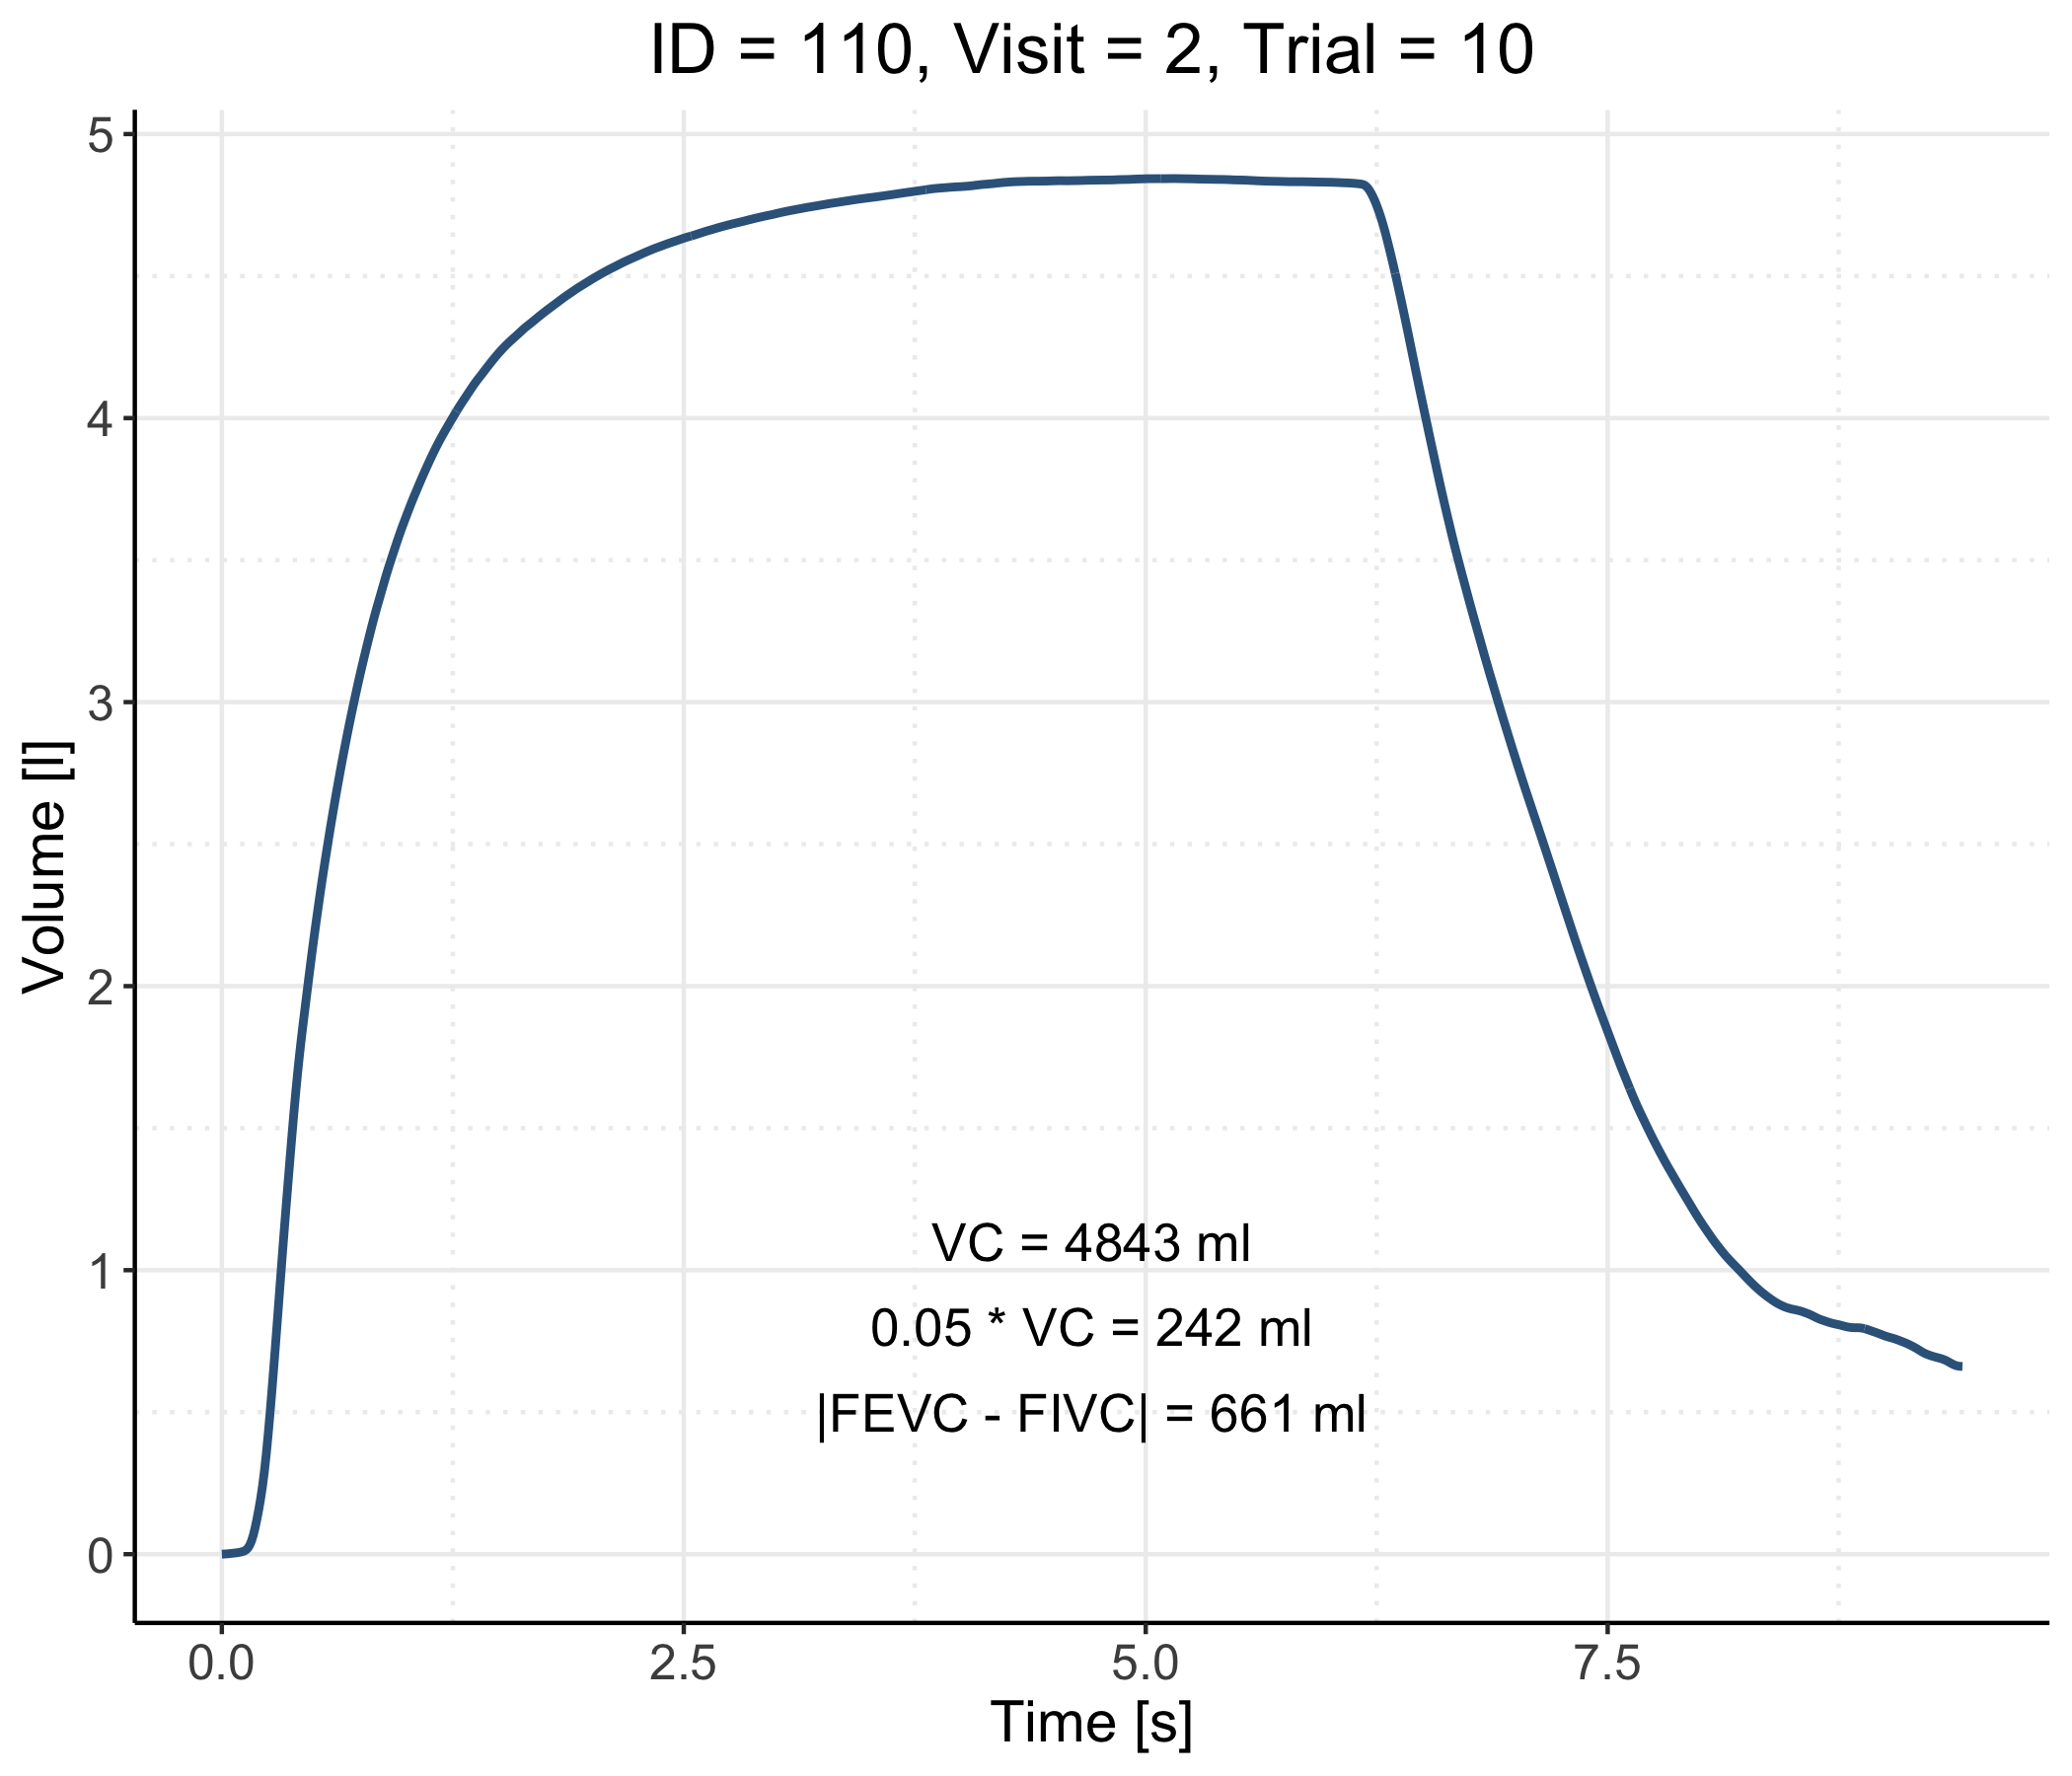 ID = 110, Visit = 2, Trial = 10
5
4
3
2
1
0
Volume [l]
VC = 4843 ml
0.05 * VC = 242 ml
|FEVC - FIVC| = 661 ml
0.0 2.5 5.0 7.5
Time [s]